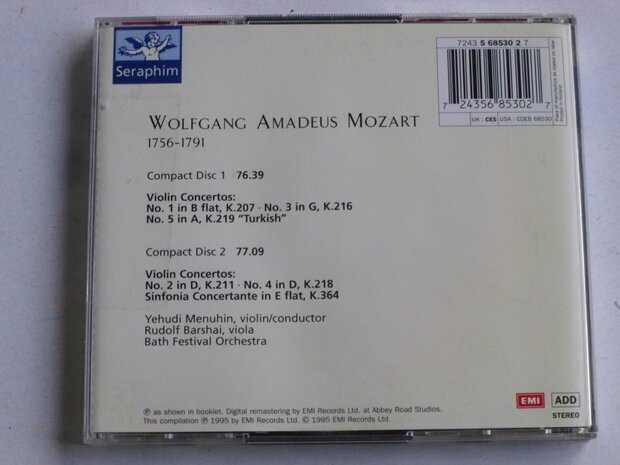 Seraphim
7243 5 68530 2 7
7 24356 85302 7
UK : CES USA : CDEB 68530
Printed in Holland
WOLFGANG AMADEUS MOZART
1756-1791
Compact Disc 1 76.39
Violin Concertos:
No. 1 in B flat, K.207 · No. 3 in G, K.216
No. 5 in A, K.219 “Turkish”
Compact Disc 2 77.09
Violin Concertos:
No. 2 in D, K.211 · No. 4 in D, K.218
Sinfonia Concertante in E flat, K.364
Yehudi Menuhin, violin/conductor
Rudolf Barshai, viola
Bath Festival Orchestra
℗ as shown in booklet. Digital remastering by EMI Records Ltd. at Abbey Road Studios.
This compilation ℗ 1995 by EMI Records Ltd. © 1995 EMI Records Ltd.
EMI ADD
STEREO